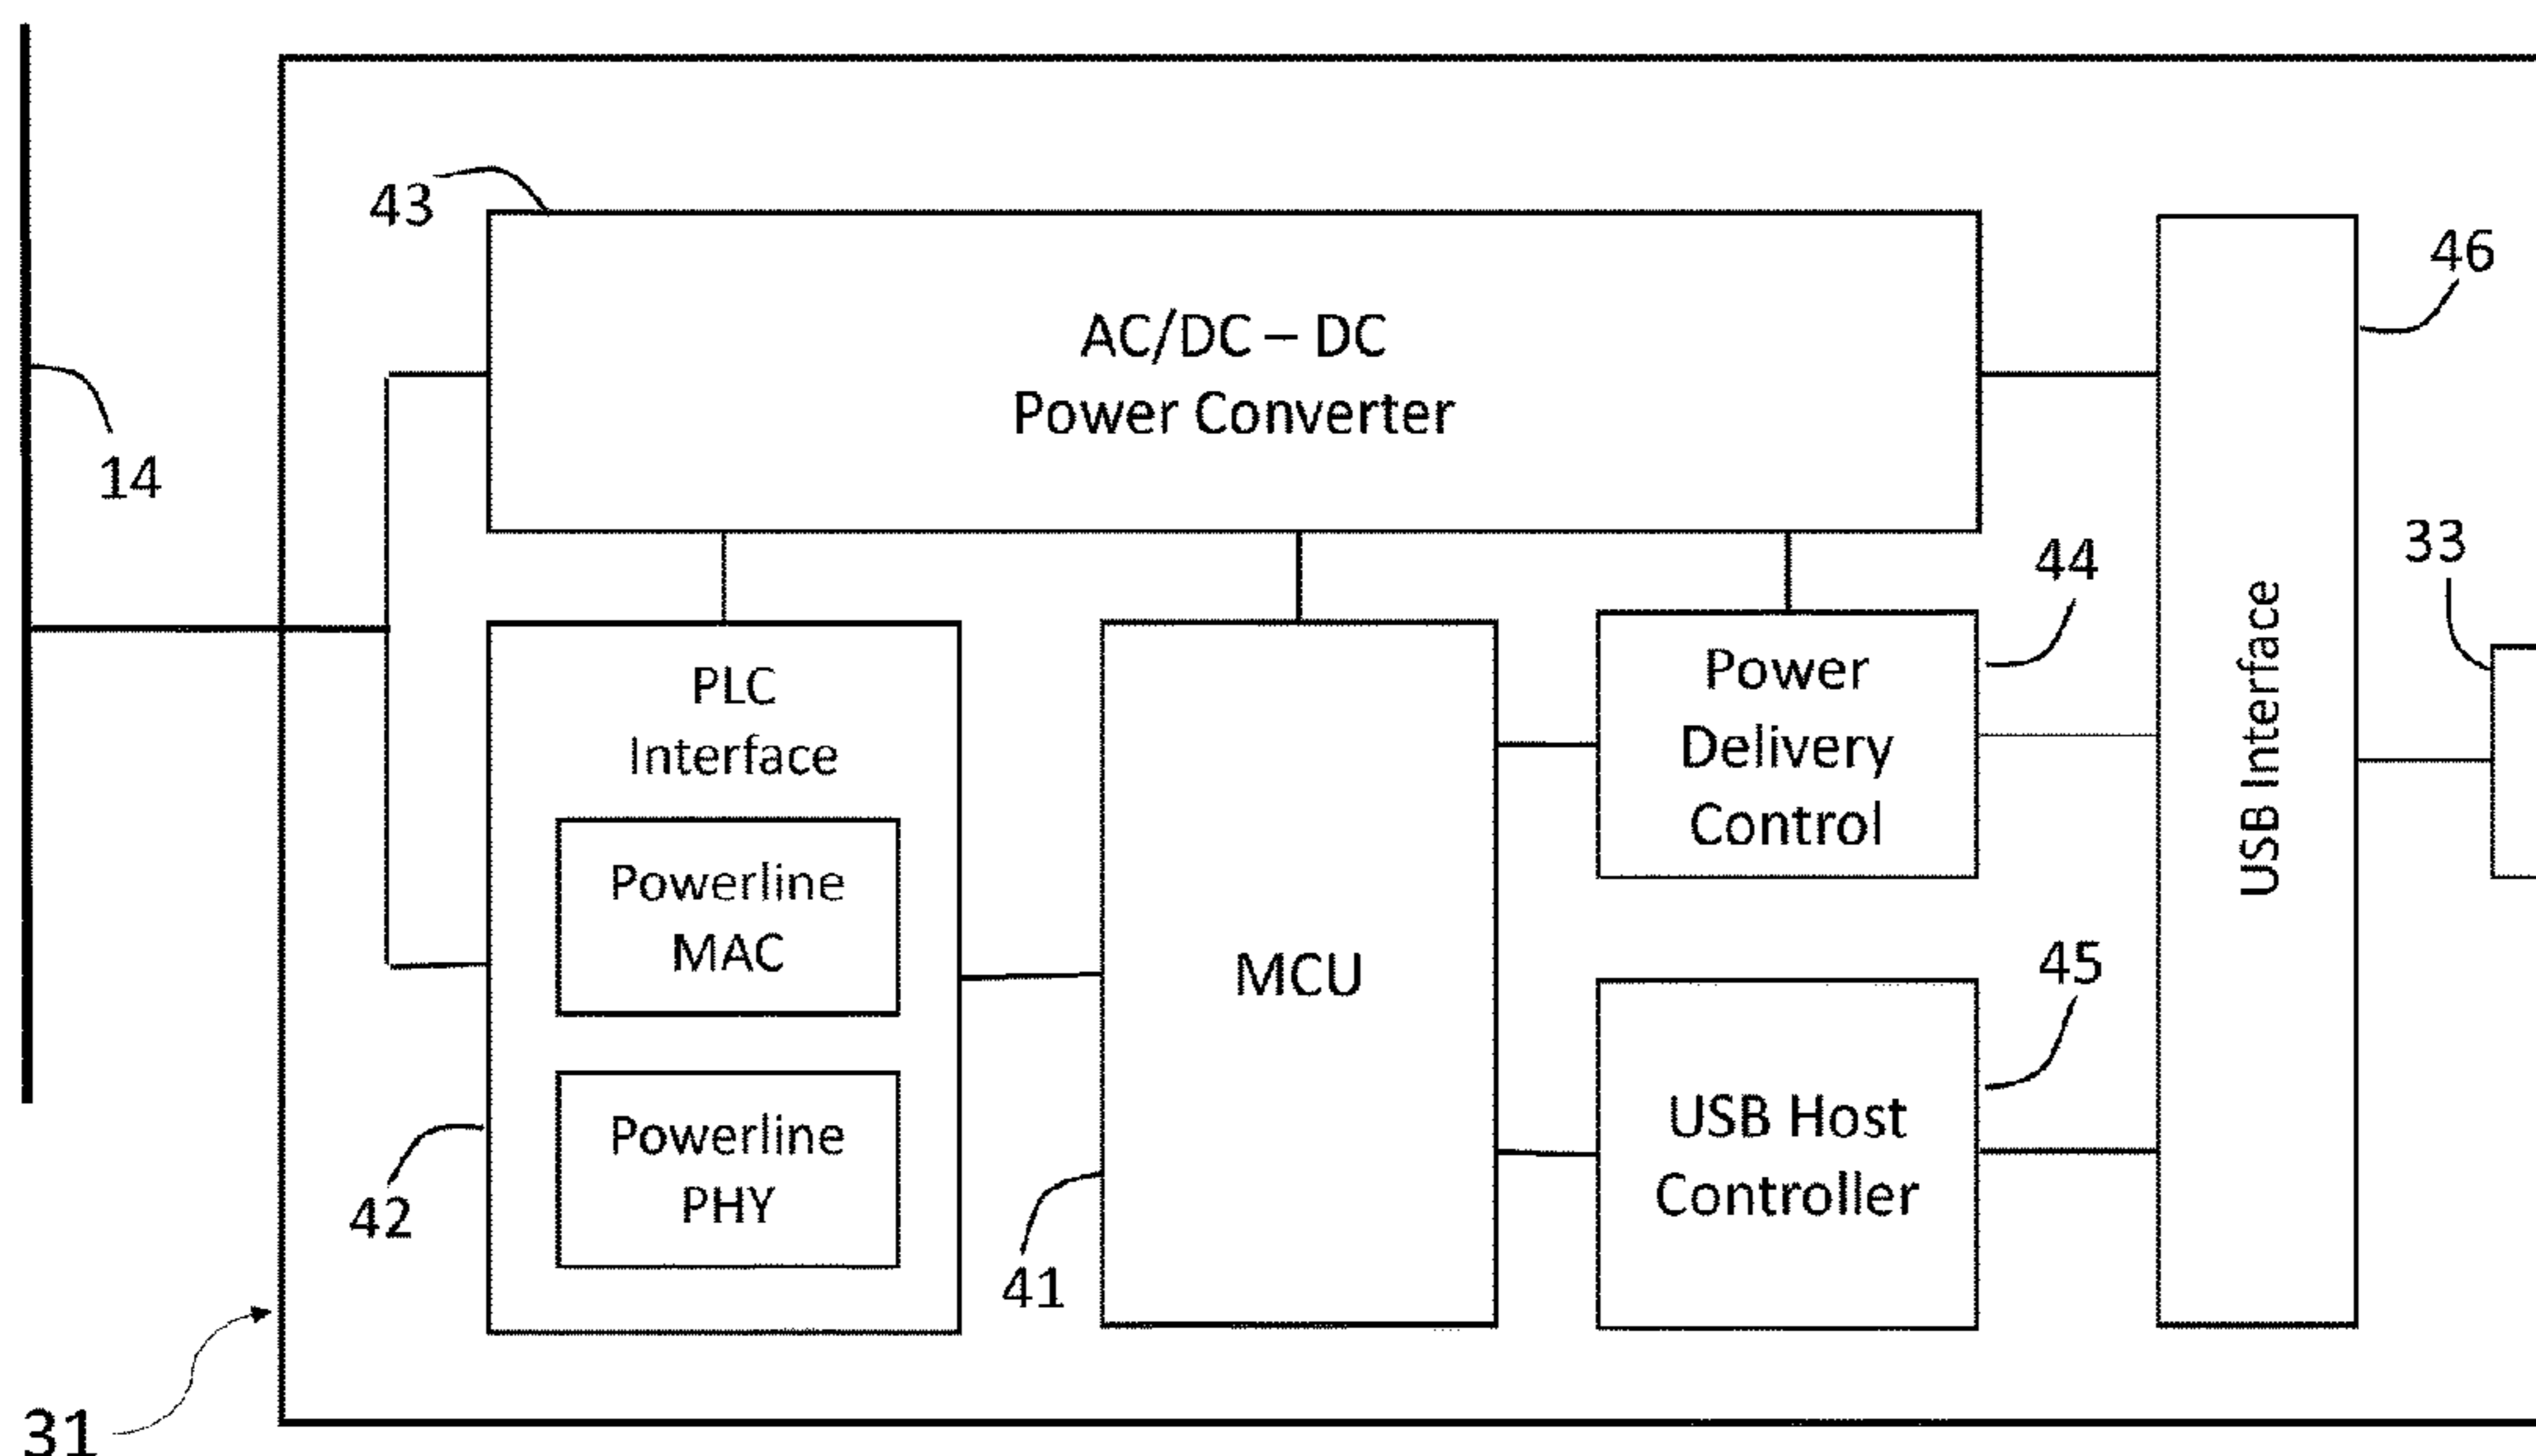 43
AC/DC – DC
Power Converter
46
14
33
44
PLC
Interface
Power
Delivery
Control
USB Interface
Powerline
MAC
MCU
45
Powerline
PHY
USB Host
Controller
42
41
31